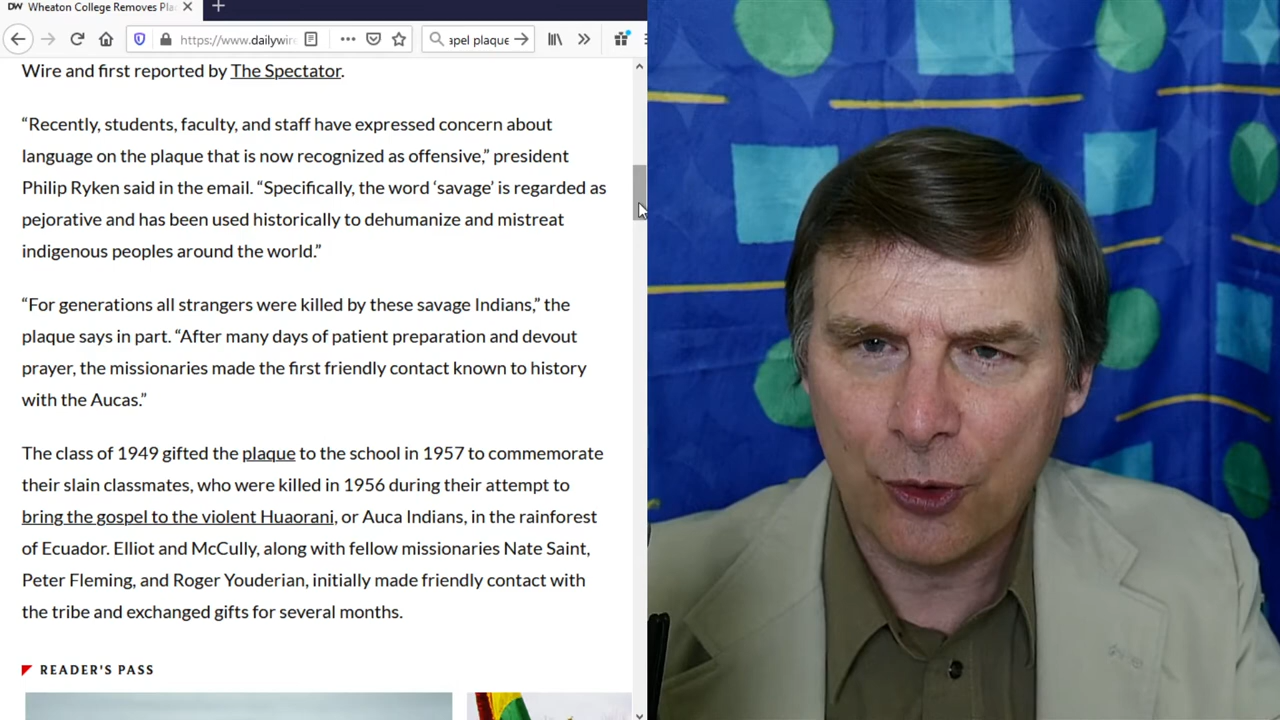 DW Wheaton College Removes Pla
https://www.dailywire
apel plaque
Wire and first reported by The Spectator.
“Recently, students, faculty, and staff have expressed concern about
language on the plaque that is now recognized as offensive,” president
Philip Ryken said in the email. “Specifically, the word ‘savage’ is regarded as
pejorative and has been used historically to dehumanize and mistreat
indigenous peoples around the world.”
“For generations all strangers were killed by these savage Indians,” the
plaque says in part. “After many days of patient preparation and devout
prayer, the missionaries made the first friendly contact known to history
with the Aucas.”
The class of 1949 gifted the plaque to the school in 1957 to commemorate
their slain classmates, who were killed in 1956 during their attempt to
bring the gospel to the violent Huaorani, or Auca Indians, in the rainforest
of Ecuador. Elliot and McCully, along with fellow missionaries Nate Saint,
Peter Fleming, and Roger Youderian, initially made friendly contact with
the tribe and exchanged gifts for several months.
READER'S PASS